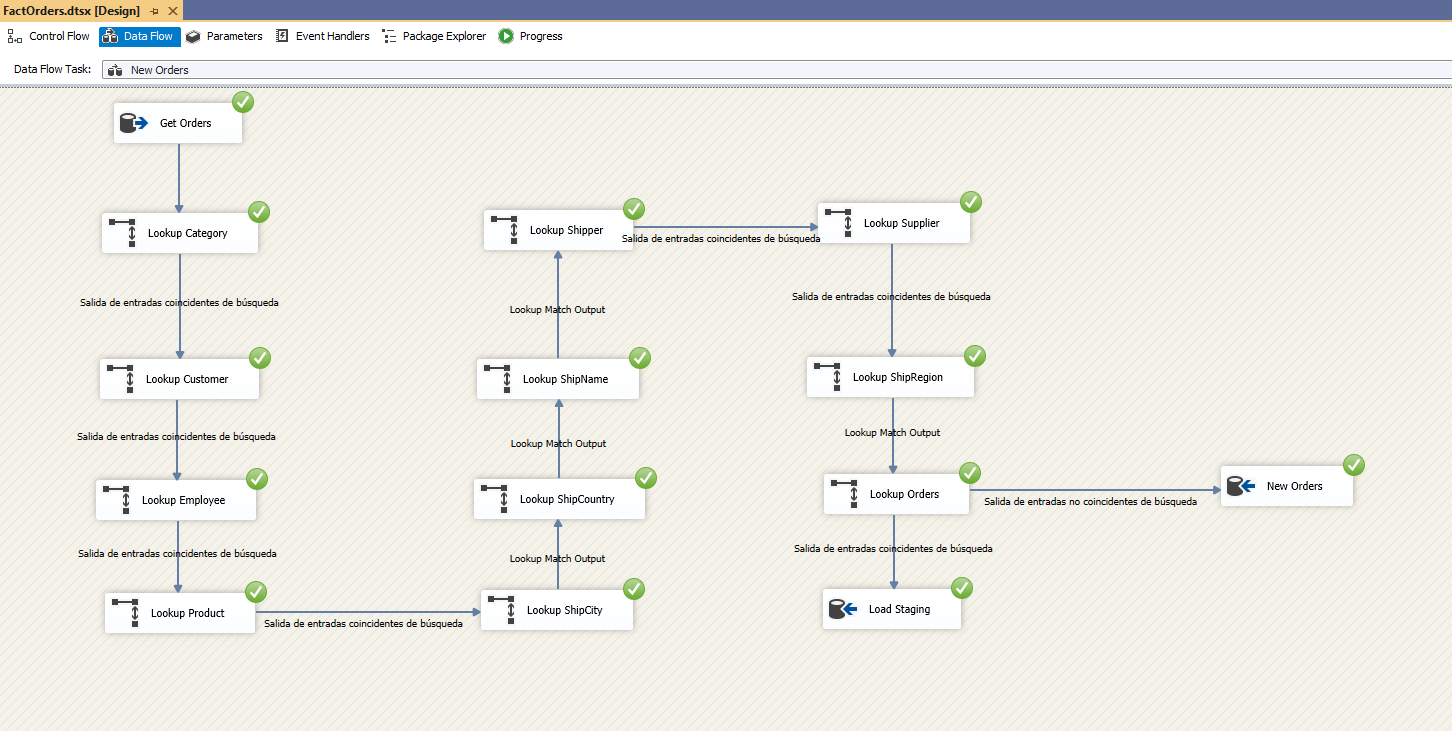 FactOrders.dtsx [Design]
Control Flow
Data Flow
Parameters
Event Handlers
Package Explorer
Progress
Data Flow Task:
New Orders
Get Orders
Lookup Category
Salida de entradas coincidentes de búsqueda
Lookup Customer
Salida de entradas coincidentes de búsqueda
Lookup Employee
Salida de entradas coincidentes de búsqueda
Lookup Product
Salida de entradas coincidentes de búsqueda
Lookup ShipCity
Lookup Match Output
Lookup ShipCountry
Lookup Match Output
Lookup ShipName
Lookup Match Output
Lookup Shipper
Salida de entradas coincidentes de búsqueda
Lookup Supplier
Salida de entradas coincidentes de búsqueda
Lookup ShipRegion
Lookup Match Output
Lookup Orders
Salida de entradas no coincidentes de búsqueda
New Orders
Salida de entradas coincidentes de búsqueda
Load Staging